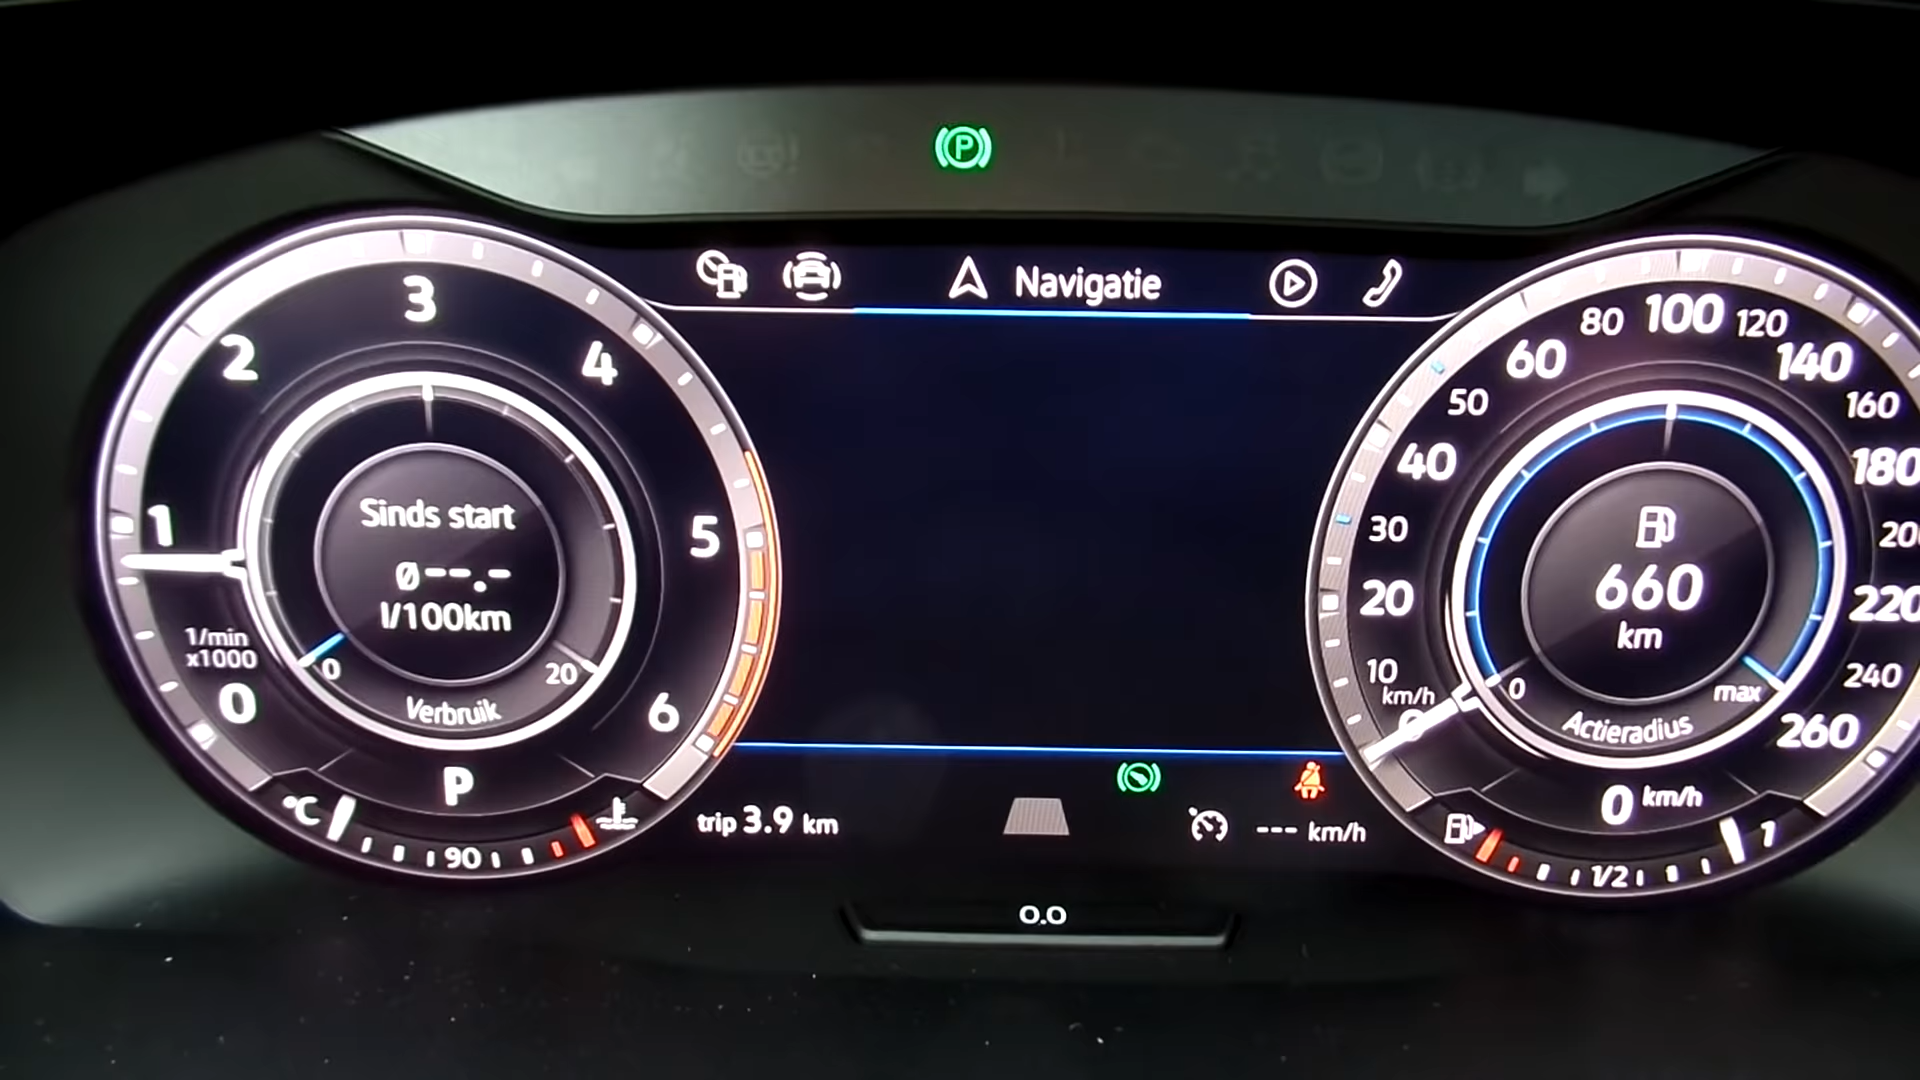 P
Navigatie
0
1
2
3
4
5
6
1/min
x1000
Sinds start
Ø--.-
l/100km
0
20
Verbruik
P
°C
90
trip 3.9 km
--- km/h
0.0
0
10
20
30
40
50
60
80
100
120
140
160
180
220
240
260
km/h
660
km
0
max
Actieradius
0 km/h
1/2
1